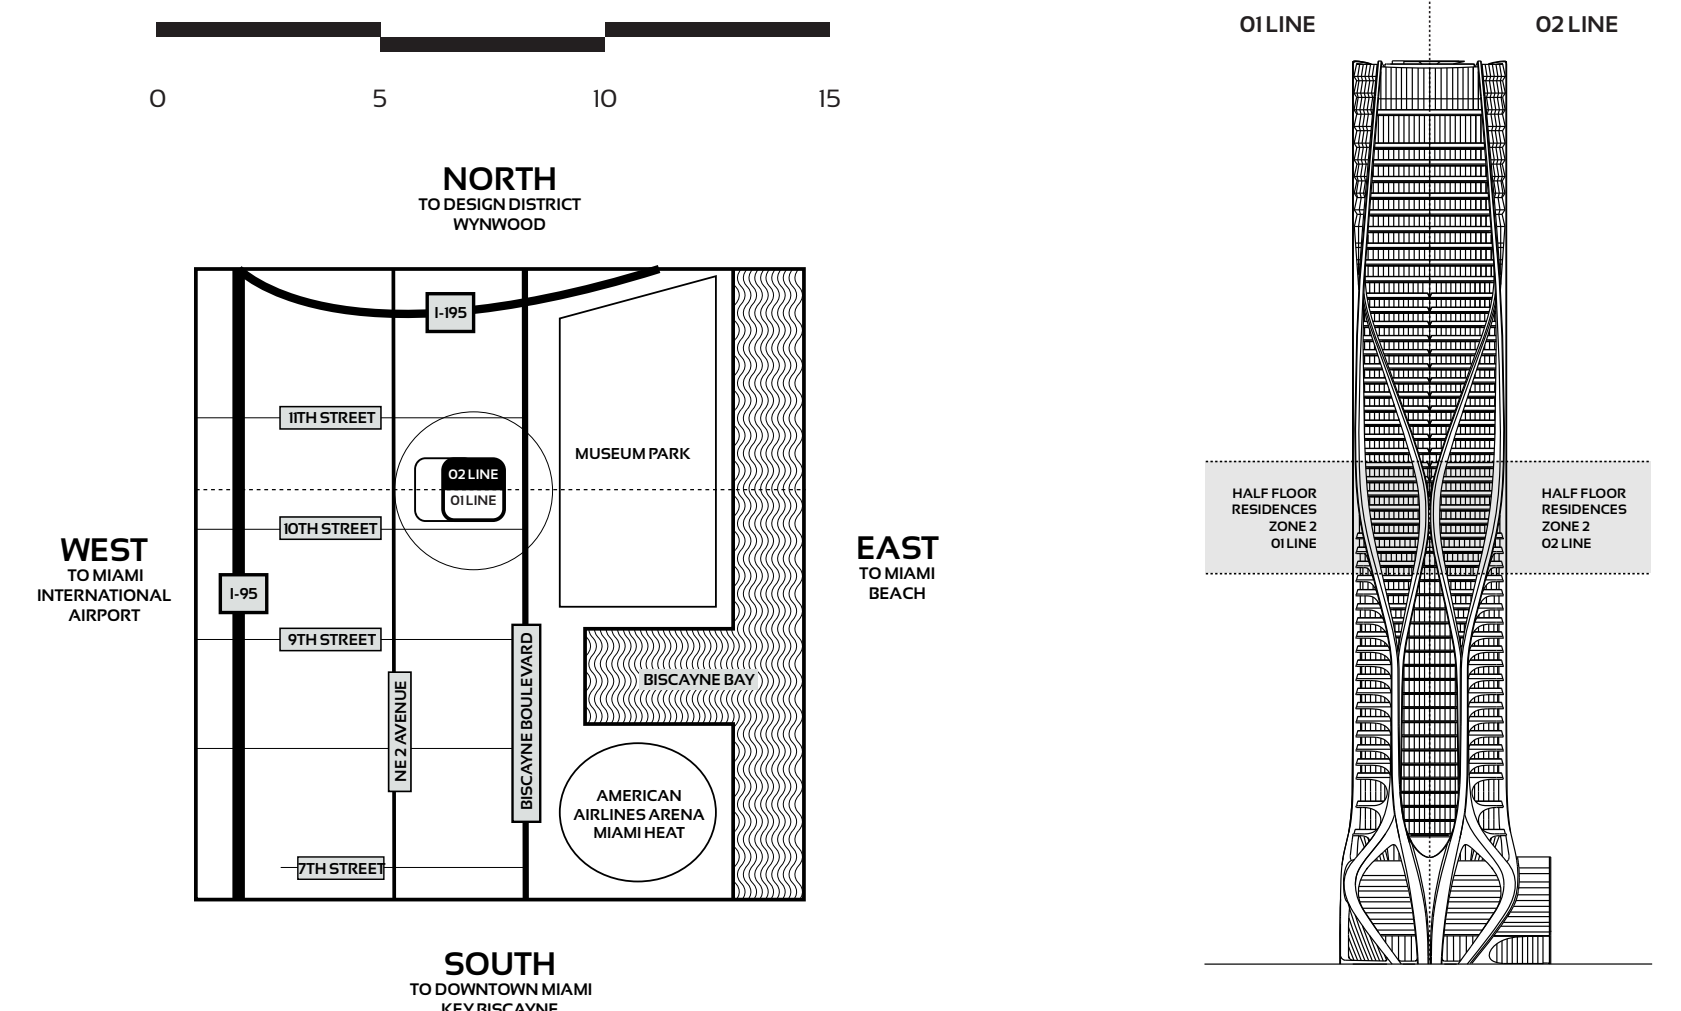 0 5 10 15
NORTH
TO DESIGN DISTRICT
WYNWOOD
I-195
11TH STREET
MUSEUM PARK
02 LINE
01 LINE
10TH STREET
WEST
TO MIAMI
INTERNATIONAL
AIRPORT
EAST
TO MIAMI
BEACH
I-95
9TH STREET
BISCAYNE BOULEVARD
BISCAYNE BAY
NE 2 AVENUE
AMERICAN
AIRLINES ARENA
MIAMI HEAT
7TH STREET
SOUTH
TO DOWNTOWN MIAMI
KEY BISCAYNE
01 LINE
02 LINE
HALF FLOOR
RESIDENCES
ZONE 2
01 LINE
HALF FLOOR
RESIDENCES
ZONE 2
02 LINE